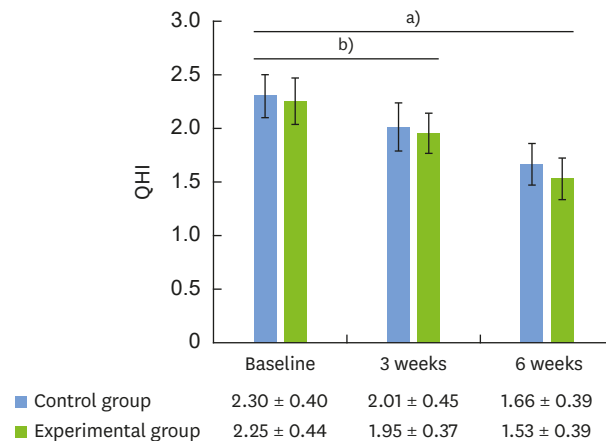 a)
b)
3.0
2.5
2.0
1.5
1.0
0.5
0
QHI
Baseline 3 weeks 6 weeks
Control group 2.30 ± 0.40 2.01 ± 0.45 1.66 ± 0.39
Experimental group 2.25 ± 0.44 1.95 ± 0.37 1.53 ± 0.39